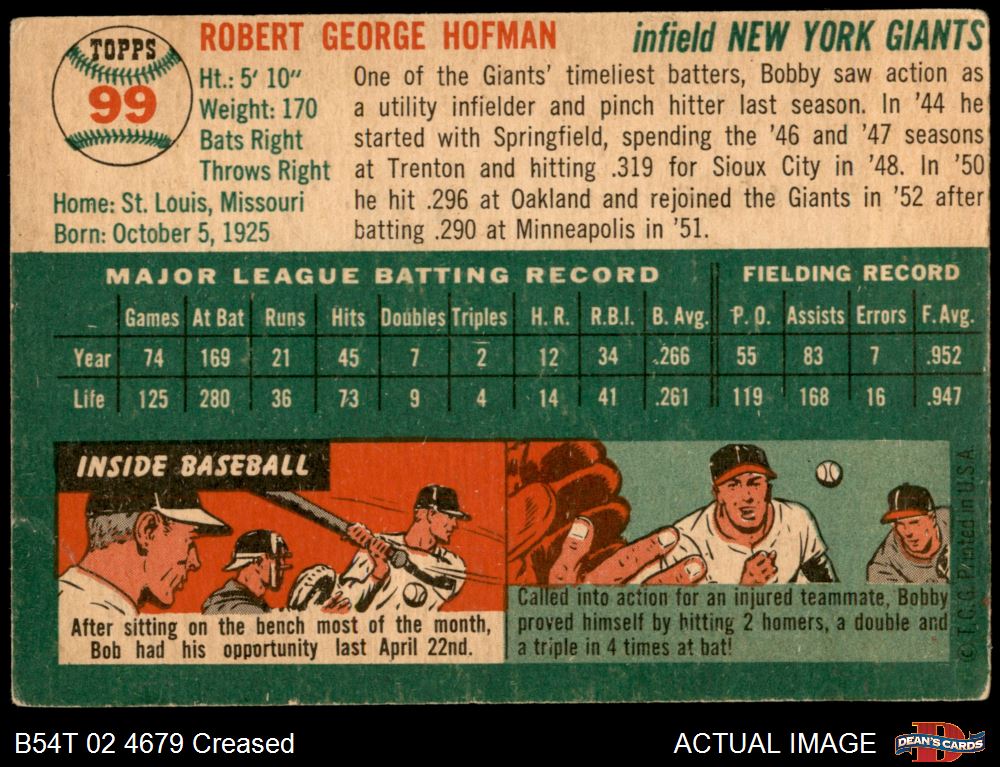 TOPPS
99
ROBERT GEORGE HOFMAN
infield NEW YORK GIANTS
Ht.: 5' 10"
Weight: 170
Bats Right
Throws Right
Home: St. Louis, Missouri
Born: October 5, 1925
One of the Giants' timeliest batters, Bobby saw action as
a utility infielder and pinch hitter last season. In '44 he
started with Springfield, spending the '46 and '47 seasons
at Trenton and hitting .319 for Sioux City in '48. In '50
he hit .296 at Oakland and rejoined the Giants in '52 after
batting .290 at Minneapolis in '51.
MAJOR LEAGUE BATTING RECORD FIELDING RECORD
Games At Bat Runs Hits Doubles Triples H. R. R.B.I. B. Avg. P. O. Assists Errors F. Avg.
Year 74 169 21 45 7 2 12 34 .266 55 83 7 .952
Life 125 280 36 73 9 4 14 41 .261 119 168 16 .947
INSIDE BASEBALL
After sitting on the bench most of the month,
Bob had his opportunity last April 22nd.
Called into action for an injured teammate, Bobby
proved himself by hitting 2 homers, a double and
a triple in 4 times at bat!
© T.C.G. Printed in U.S.A.
B54T 02 4679 Creased
ACTUAL IMAGE
D
DEAN'S CARDS